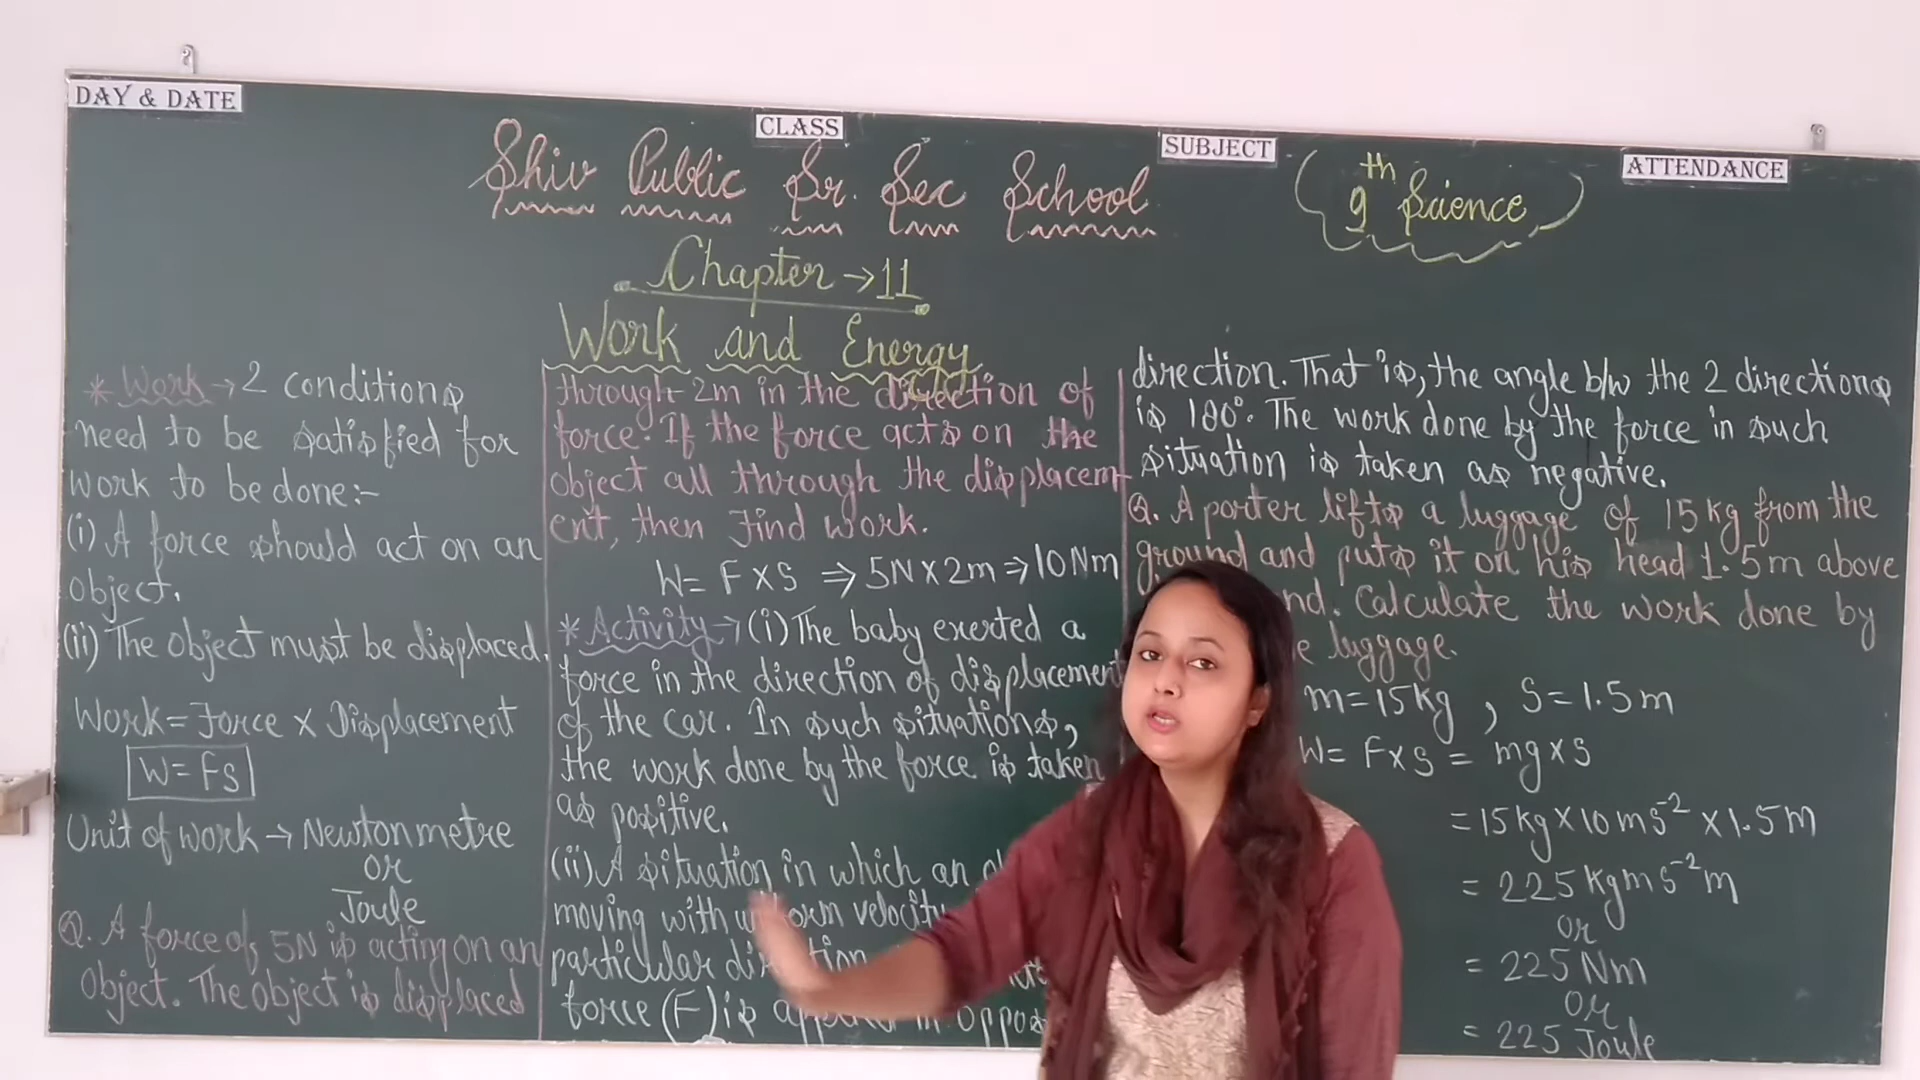 DAY & DATE
CLASS
SUBJECT
ATTENDANCE
Shiv Public Sr. Sec School
9th Science
Chapter → 11
Work and Energy
* Work → 2 conditions
need to be satisfied for
work to be done:-
(i) A force should act on an
object.
(ii) The object must be displaced.
Work = Force × Displacement
W = FS
Unit of work → Newton metre
or
Joule
Q. A force of 5N is acting on an
object. The object is displaced
through 2m in the direction of
force. If the force acts on the
object all through the displacem-
ent, then find work.
W = F × S ⇒ 5N × 2m ⇒ 10 Nm
* Activity → (i) The baby exerted a
force in the direction of displacement
of the car. In such situations,
the work done by the force is taken
as positive.
(ii) A situation in which an
moving with uniform velocity
particular
force (F) is applied in
direction. That is, the angle b/w the 2 directions
is 180°. The work done by the force in such
situation is taken as negative.
Q. A porter lifts a luggage of 15 kg from the
ground and puts it on his head 1.5 m above
Calculate the work done by
luggage.
m = 15 kg , S = 1.5 m
W = F × S = mg × S
= 15 kg × 10 ms⁻² × 1.5 m
= 225 kg ms⁻² m
or
= 225 Nm
or
= 225 Joule